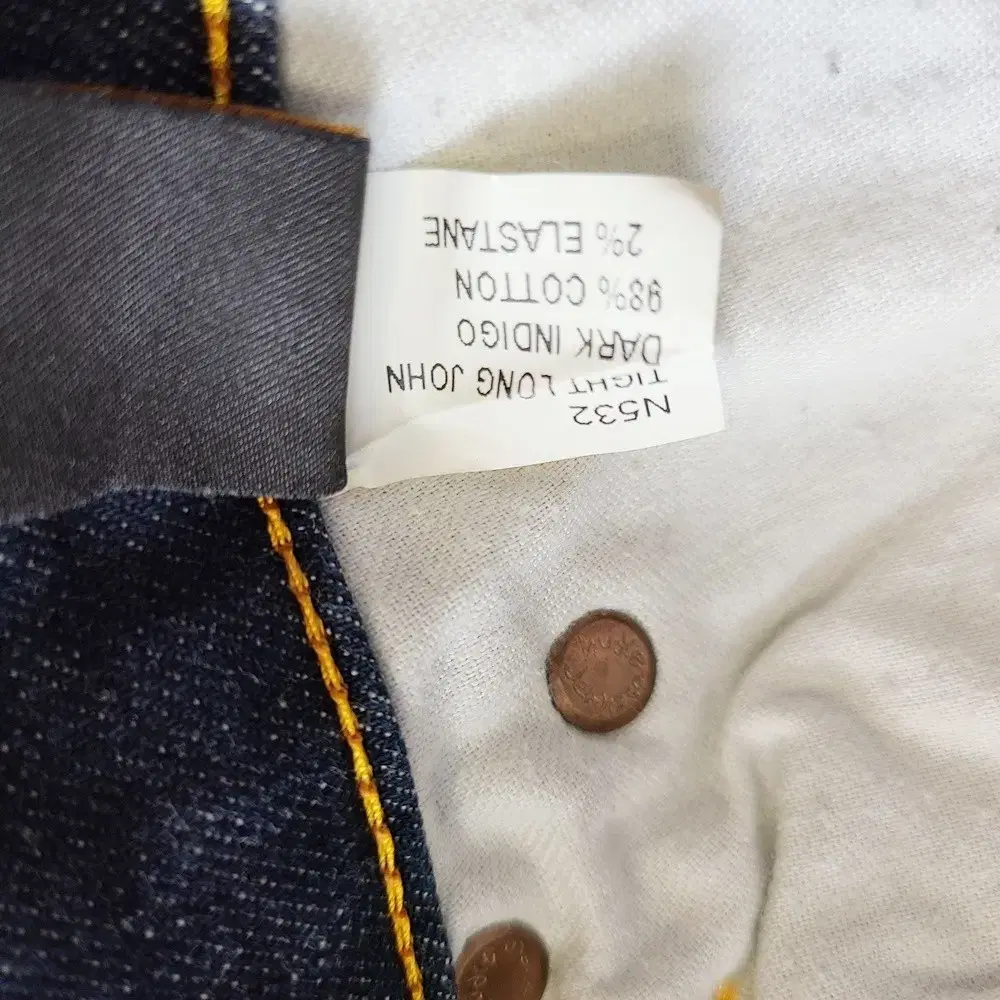 N532
TIGHT LONG JOHN
DARK INDIGO
98% COTTON
2% ELASTANE